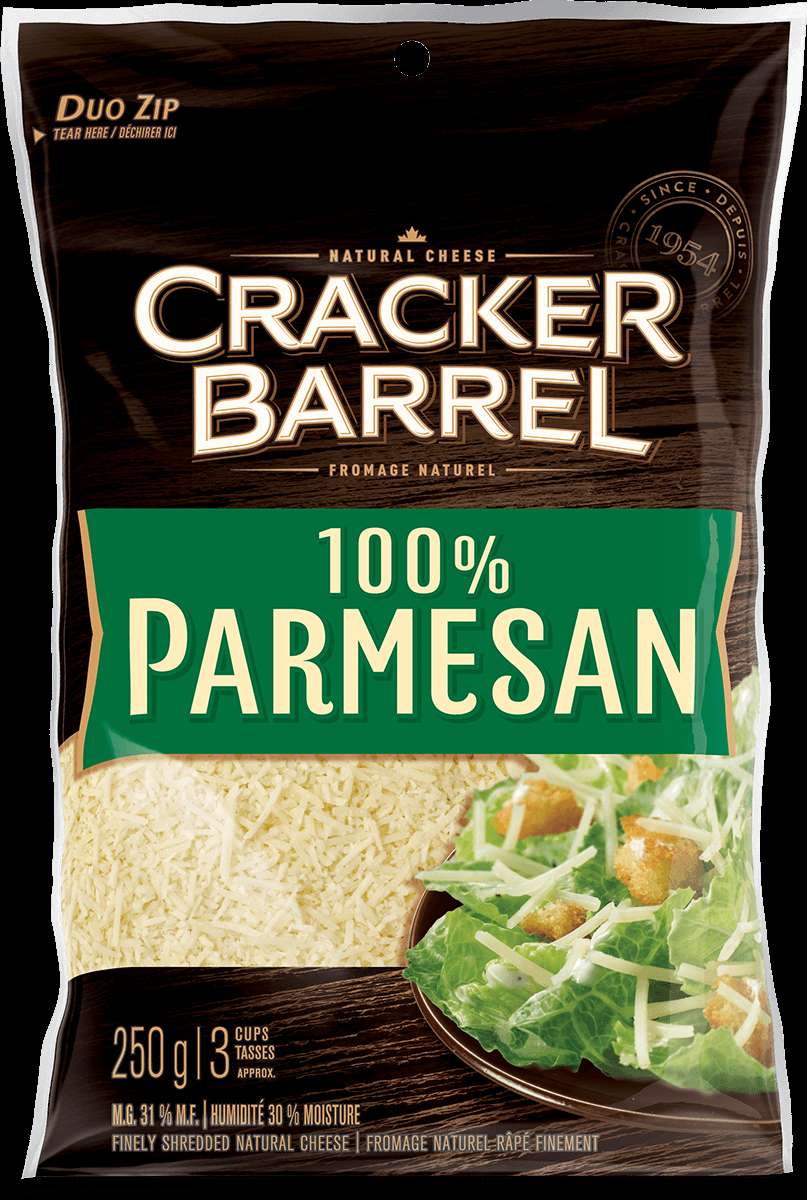 DUO ZIP
TEAR HERE / DÉCHIRER ICI
SINCE • DEPUIS
1954
NATURAL CHEESE
CRACKER
BARREL
FROMAGE NATUREL
100%
PARMESAN
250 g | 3 CUPS
TASSES
APPROX.
M.G. 31 % M.F. | HUMIDITÉ 30 % MOISTURE
FINELY SHREDDED NATURAL CHEESE | FROMAGE NATUREL RÂPÉ FINEMENT